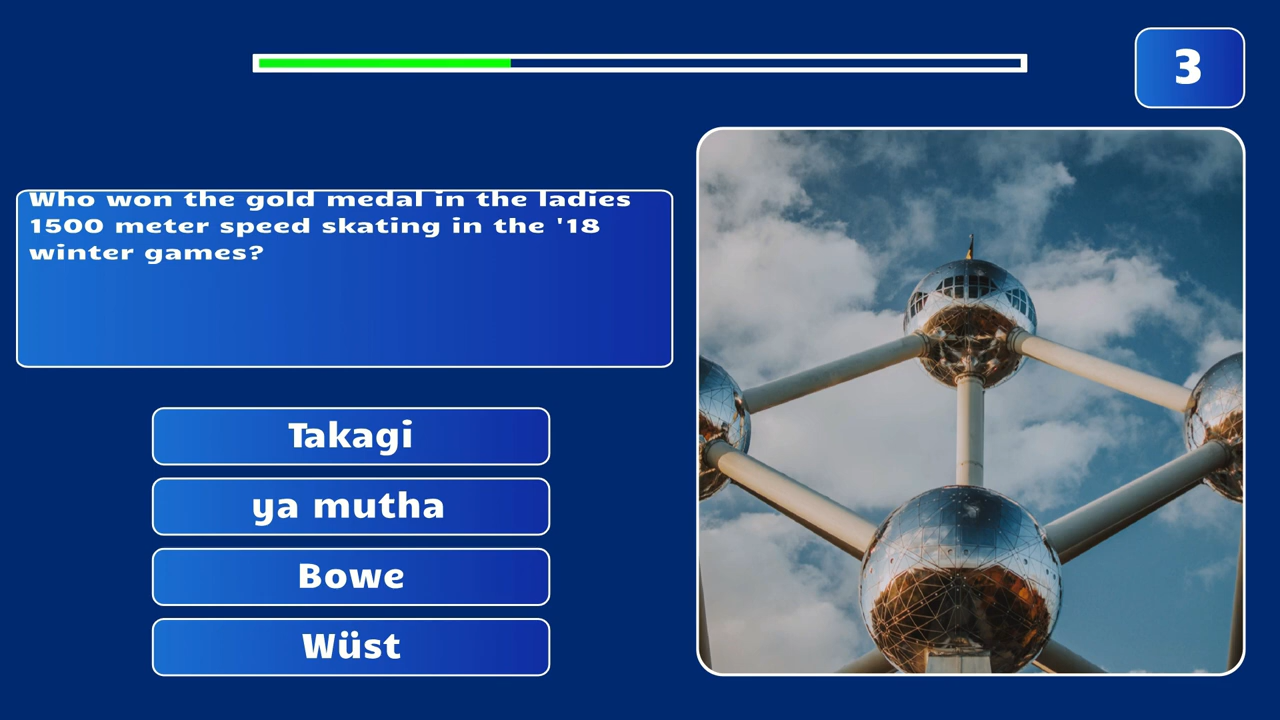 3
Who won the gold medal in the ladies
1500 meter speed skating in the '18
winter games?
Takagi
ya mutha
Bowe
Wüst